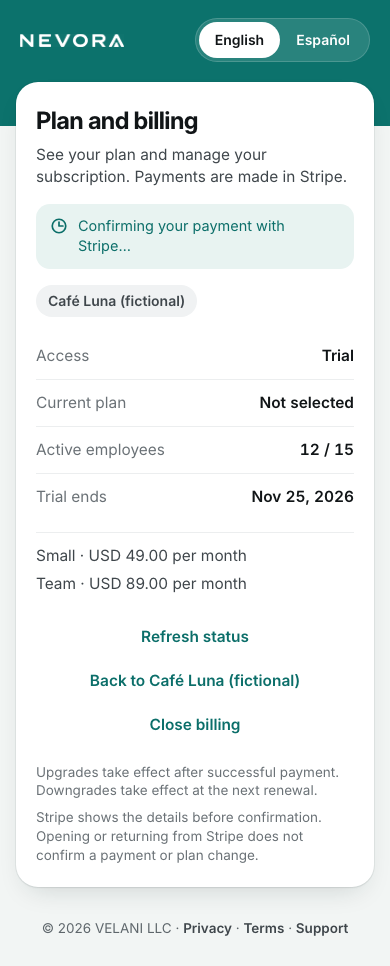 NEVORA
English Español
Plan and billing
See your plan and manage your
subscription. Payments are made in Stripe.
Confirming your payment with
Stripe...
Café Luna (fictional)
Access Trial
Current plan Not selected
Active employees 12 / 15
Trial ends Nov 25, 2026
Small · USD 49.00 per month
Team · USD 89.00 per month
Refresh status
Back to Café Luna (fictional)
Close billing
Upgrades take effect after successful payment.
Downgrades take effect at the next renewal.
Stripe shows the details before confirmation.
Opening or returning from Stripe does not
confirm a payment or plan change.
© 2026 VELANI LLC · Privacy · Terms · Support